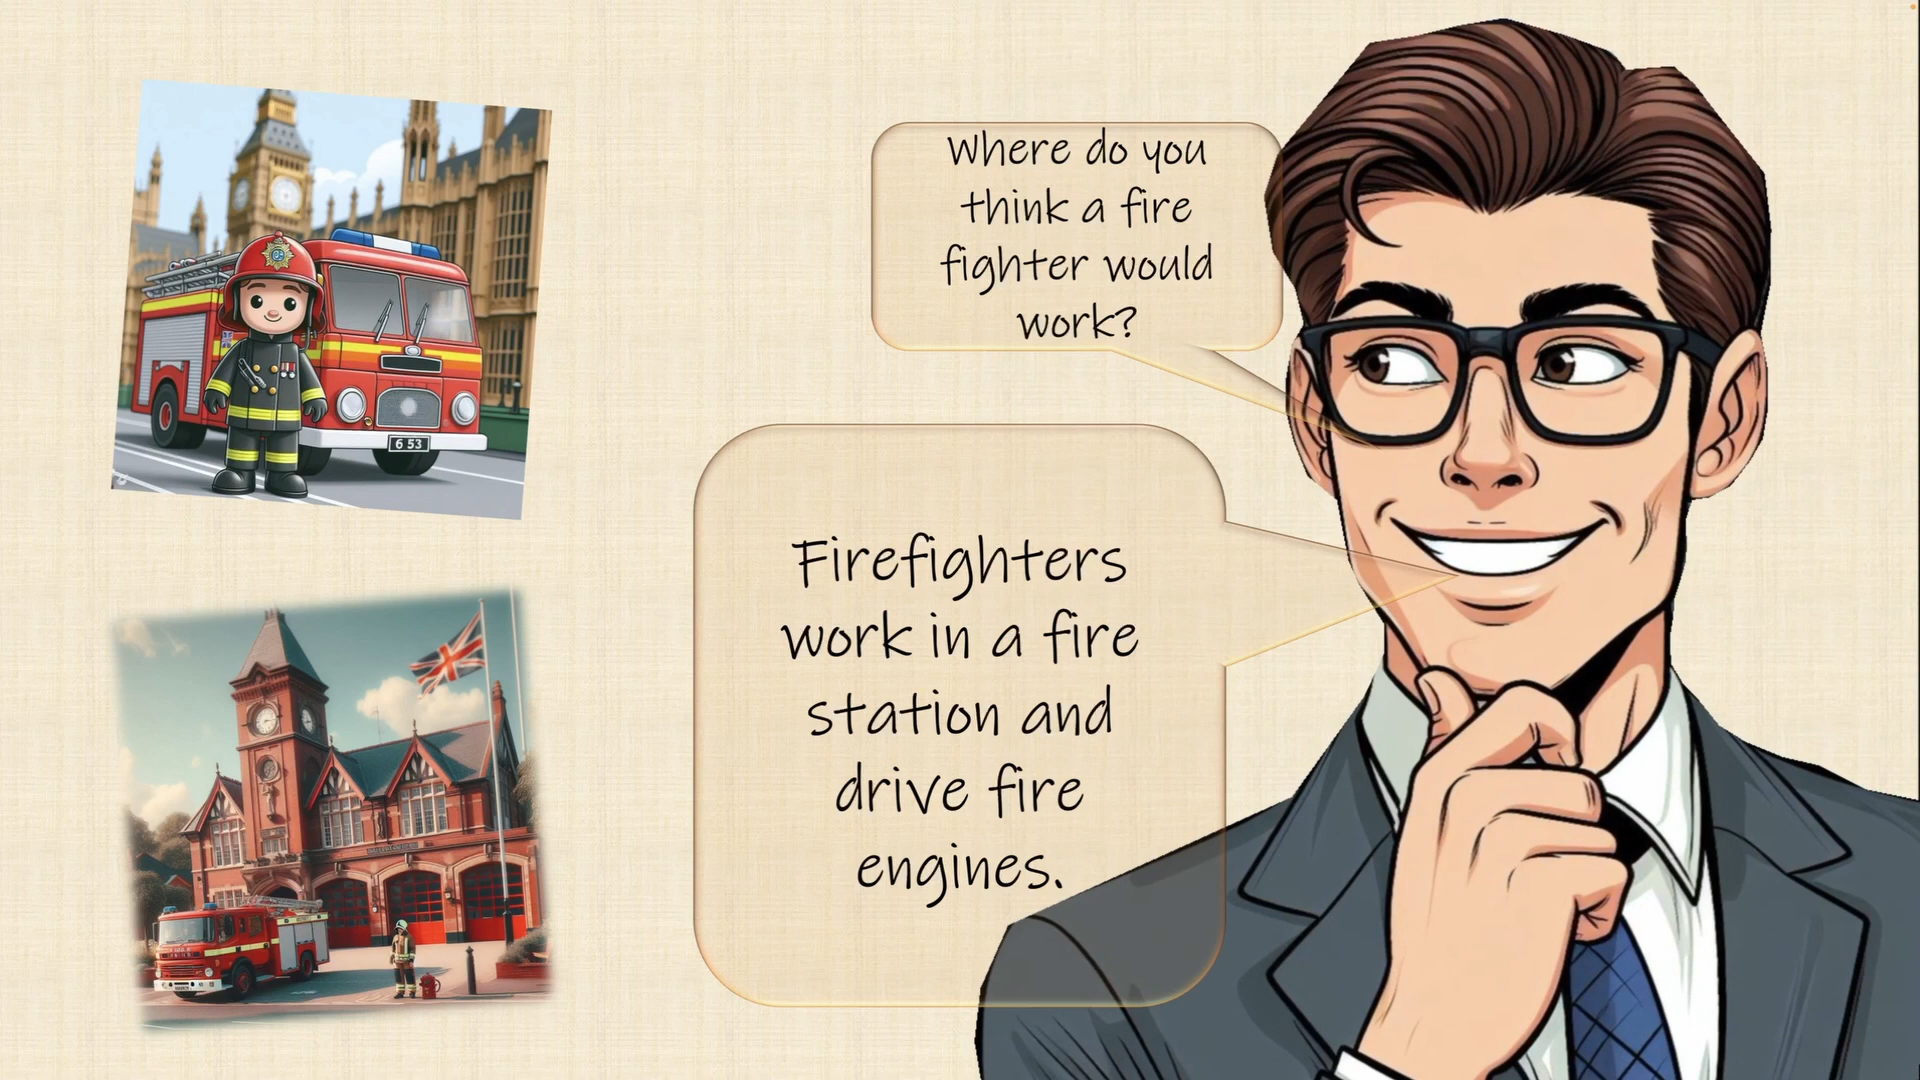 Where do you
think a fire
fighter would
work?
Firefighters
work in a fire
station and
drive fire
engines.
6 53